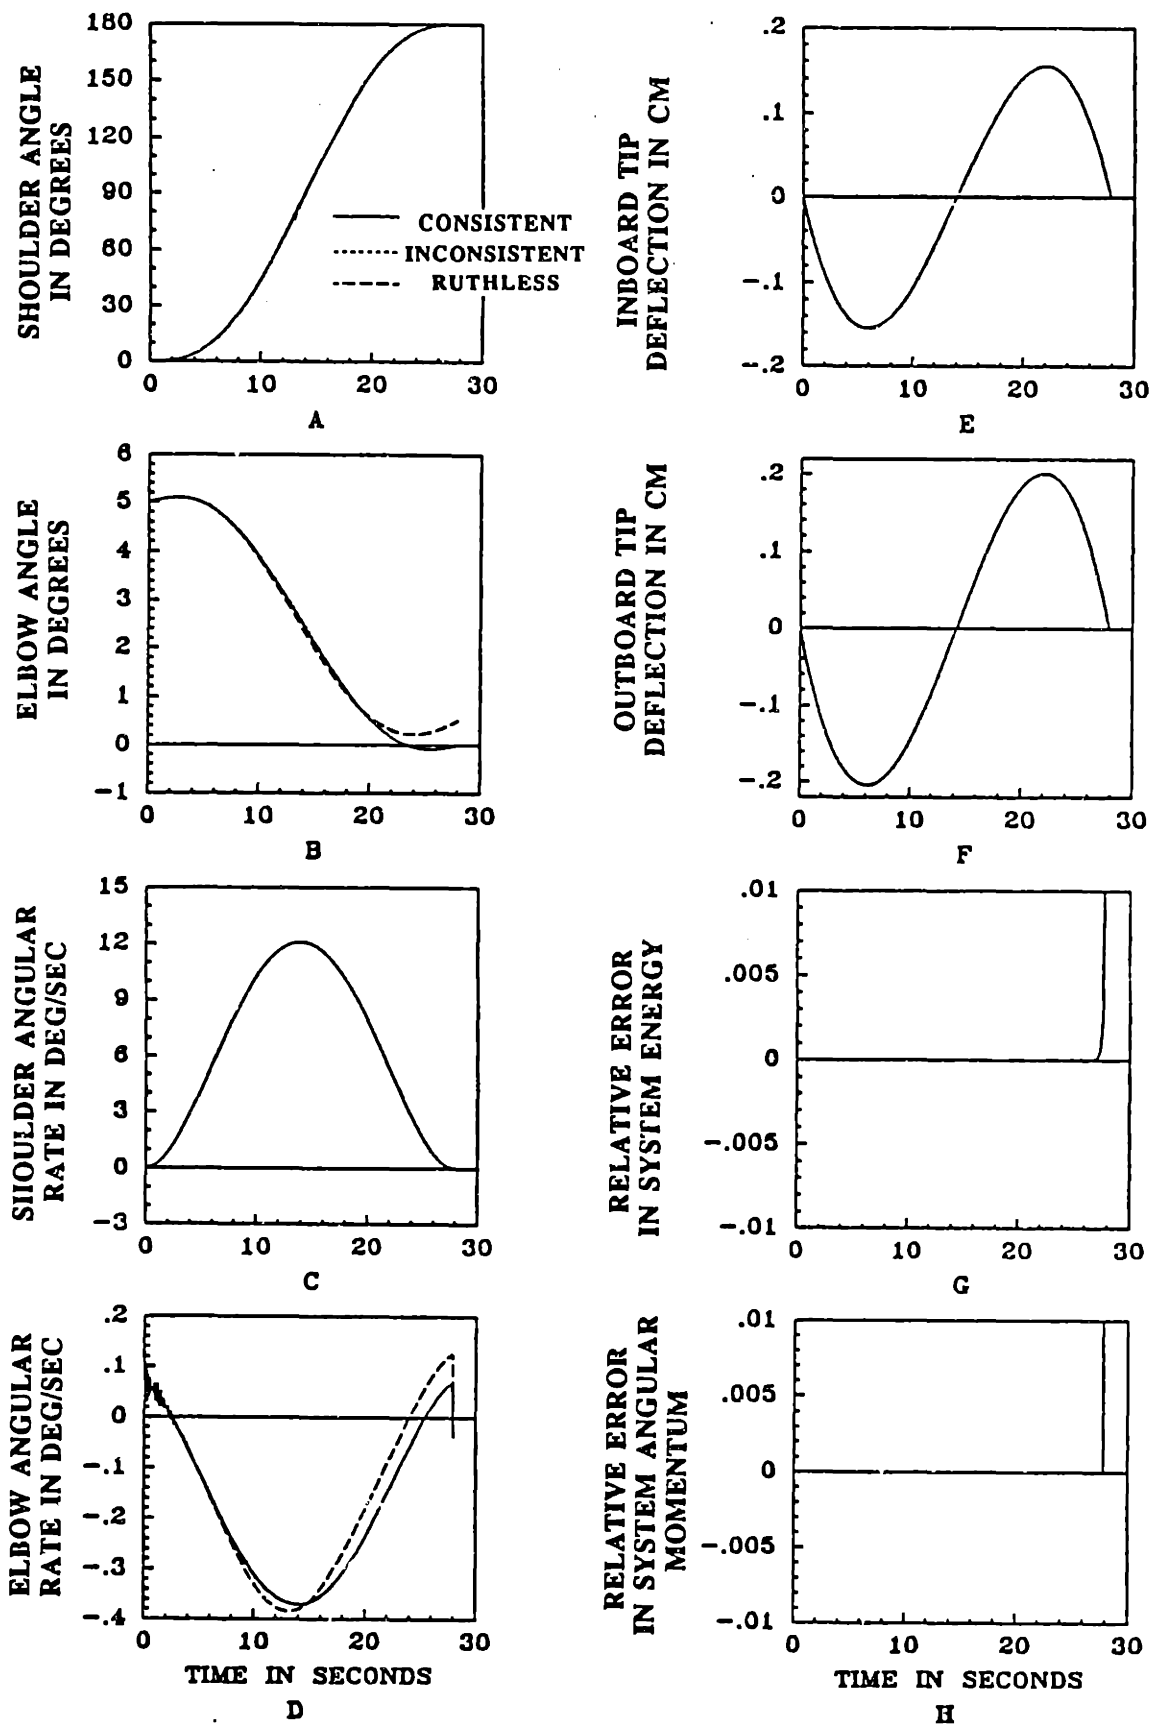 SHOULDER ANGLE
IN DEGREES
180
150
120
90
60
30
0
CONSISTENT
INCONSISTENT
RUTHLESS
0 10 20 30
A
INBOARD TIP
DEFLECTION IN CM
.2
.1
0
-.1
-.2
0 10 20 30
E
ELBOW ANGLE
IN DEGREES
6
5
4
3
2
1
0
-1
0 10 20 30
B
OUTBOARD TIP
DEFLECTION IN CM
.2
.1
0
-.1
-.2
0 10 20 30
F
SHOULDER ANGULAR
RATE IN DEG/SEC
15
12
9
6
3
0
-3
0 10 20 30
C
RELATIVE ERROR
IN SYSTEM ENERGY
.01
.005
0
-.005
-.01
0 10 20 30
G
ELBOW ANGULAR
RATE IN DEG/SEC
.2
.1
0
-.1
-.2
-.3
-.4
0 10 20 30
TIME IN SECONDS
D
RELATIVE ERROR
IN SYSTEM ANGULAR
MOMENTUM
.01
.005
0
-.005
-.01
0 10 20 30
TIME IN SECONDS
H